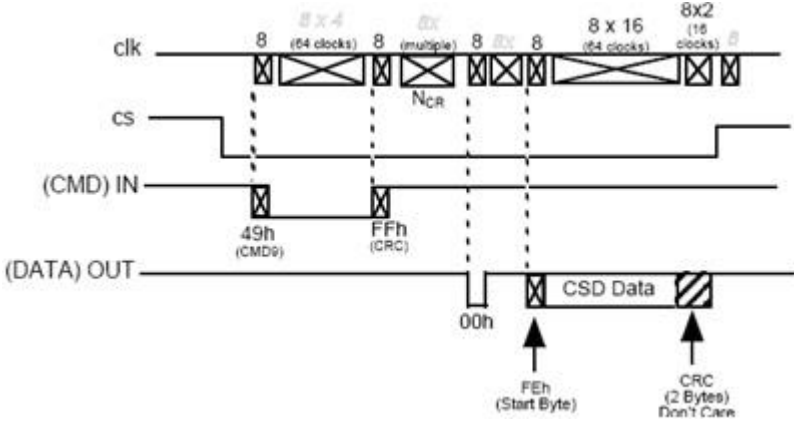 8 8 x 4 8 8x 8 8x 8 8 x 16 8x2 8
(64 clocks) (multiple) (64 clocks) (16
clocks)
clk
NCR
cs
(CMD) IN
49h FFh
(CMD9) (CRC)
(DATA) OUT
CSD Data
00h
FEh
(Start Byte)
CRC
(2 Bytes)
Don't Care